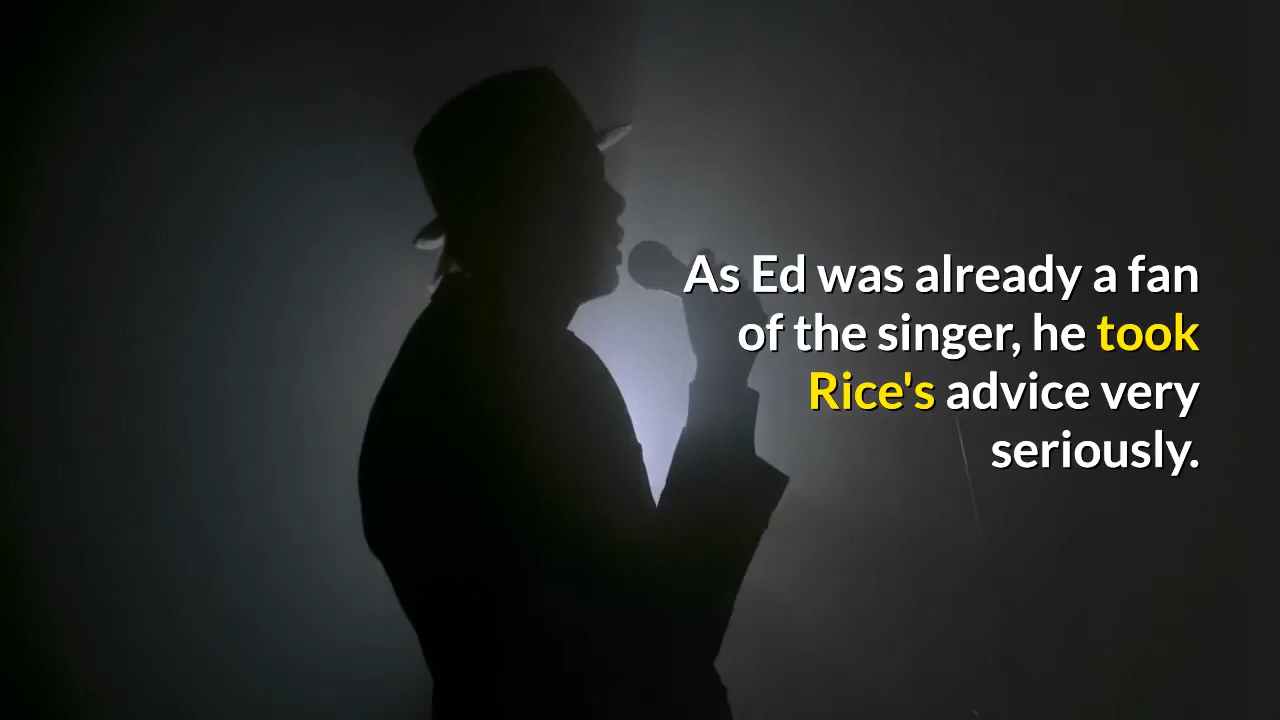 As Ed was already a fan
of the singer, he took
Rice's advice very
seriously.